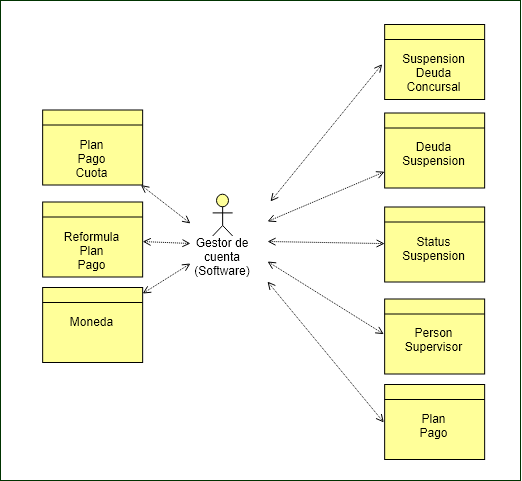 Plan
Pago
Cuota
Reformula
Plan
Pago
Moneda
Gestor de
cuenta
(Software)
Suspension
Deuda
Concursal
Deuda
Suspension
Status
Suspension
Person
Supervisor
Plan
Pago